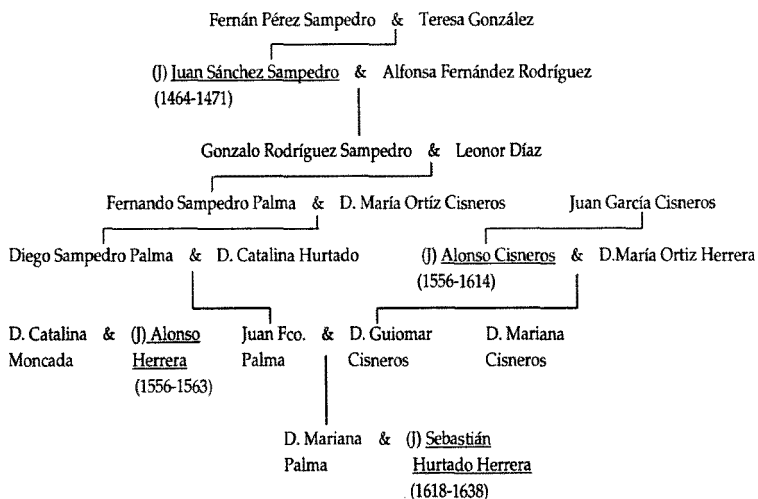 Fernán Pérez Sampedro & Teresa González
(J) Juan Sánchez Sampedro & Alfonsa Fernández Rodríguez
(1464-1471)
Gonzalo Rodríguez Sampedro & Leonor Díaz
Fernando Sampedro Palma & D. María Ortíz Cisneros Juan García Cisneros
Diego Sampedro Palma & D. Catalina Hurtado (J) Alonso Cisneros & D.María Ortiz Herrera
(1556-1614)
D. Catalina & (J) Alonso Juan Fco. & D. Guiomar D. Mariana
Moncada Herrera Palma Cisneros Cisneros
(1556-1563)
D. Mariana & (J) Sebastián
Palma Hurtado Herrera
(1618-1638)